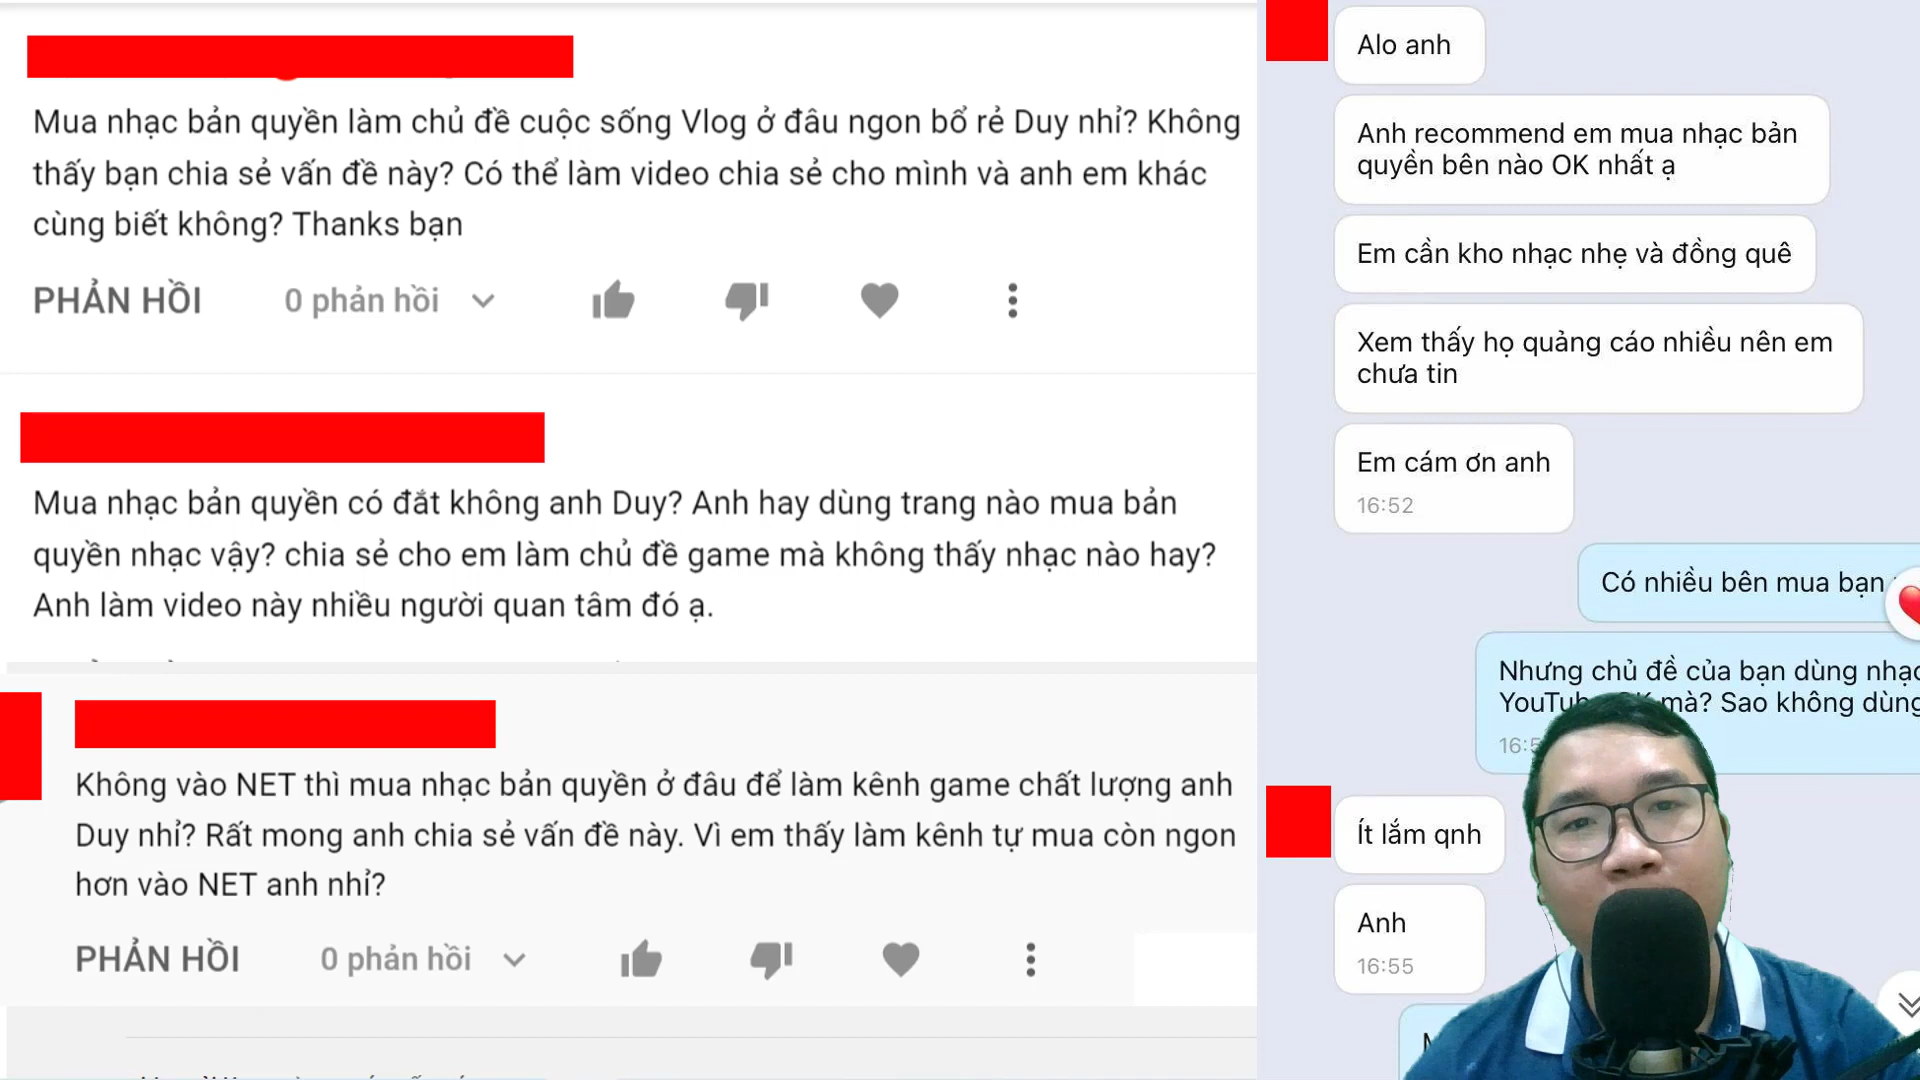 Mua nhạc bản quyền làm chủ đề cuộc sống Vlog ở đâu ngon bổ rẻ Duy nhỉ? Không
thấy bạn chia sẻ vấn đề này? Có thể làm video chia sẻ cho mình và anh em khác
cùng biết không? Thanks bạn
PHẢN HỒI 0 phản hồi
Mua nhạc bản quyền có đắt không anh Duy? Anh hay dùng trang nào mua bản
quyền nhạc vậy? chia sẻ cho em làm chủ đề game mà không thấy nhạc nào hay?
Anh làm video này nhiều người quan tâm đó ạ.
Không vào NET thì mua nhạc bản quyền ở đâu để làm kênh game chất lượng anh
Duy nhỉ? Rất mong anh chia sẻ vấn đề này. Vì em thấy làm kênh tự mua còn ngon
hơn vào NET anh nhỉ?
PHẢN HỒI 0 phản hồi
Alo anh
Anh recommend em mua nhạc bản
quyền bên nào OK nhất ạ
Em cần kho nhạc nhẹ và đồng quê
Xem thấy họ quảng cáo nhiều nên em
chưa tin
Em cám ơn anh
16:52
Có nhiều bên mua bạn
Nhưng chủ đề của bạn dùng nhạc
mà? Sao không dùng
Ít lắm qnh
Anh
16:55